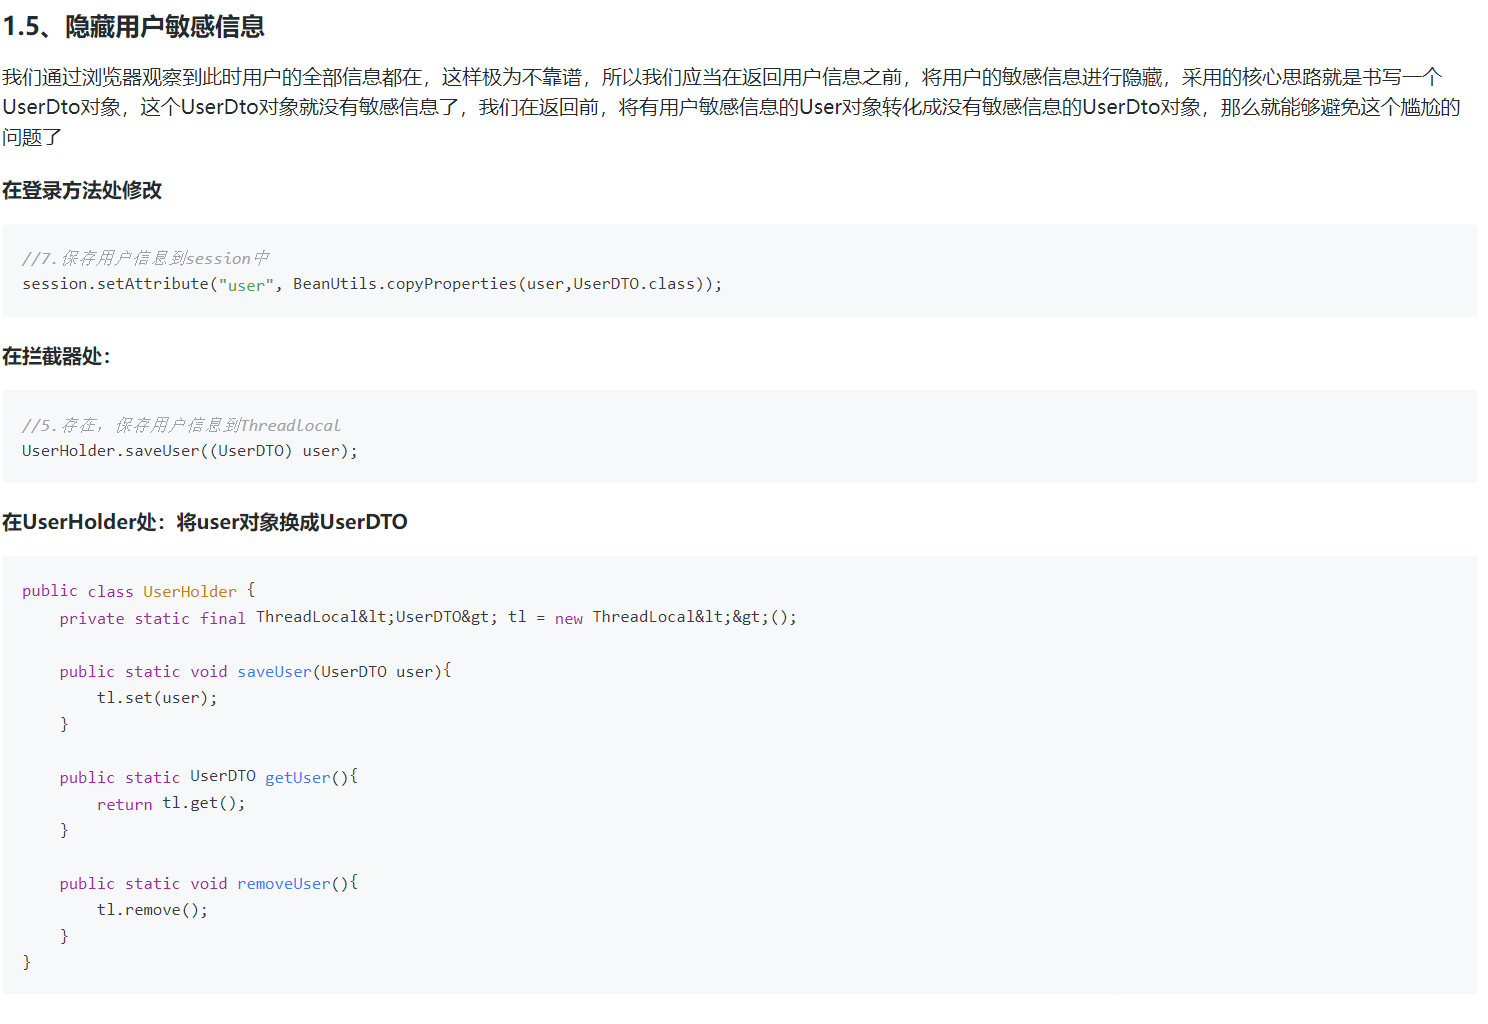 1.5、隐藏用户敏感信息
我们通过浏览器观察到此时用户的全部信息都在，这样极为不靠谱，所以我们应当在返回用户信息之前，将用户的敏感信息进行隐藏，采用的核心思路就是书写一个
UserDto对象，这个UserDto对象就没有敏感信息了，我们在返回前，将有用户敏感信息的User对象转化成没有敏感信息的UserDto对象，那么就能够避免这个尴尬的
问题了
在登录方法处修改
//7.保存用户信息到session中
session.setAttribute("user", BeanUtils.copyProperties(user,UserDTO.class));
在拦截器处：
//5.存在，保存用户信息到Threadlocal
UserHolder.saveUser((UserDTO) user);
在UserHolder处：将user对象换成UserDTO
public class UserHolder {
    private static final ThreadLocal&lt;UserDTO&gt; tl = new ThreadLocal&lt;&gt;();
    public static void saveUser(UserDTO user){
        tl.set(user);
    }
    public static UserDTO getUser(){
        return tl.get();
    }
    public static void removeUser(){
        tl.remove();
    }
}